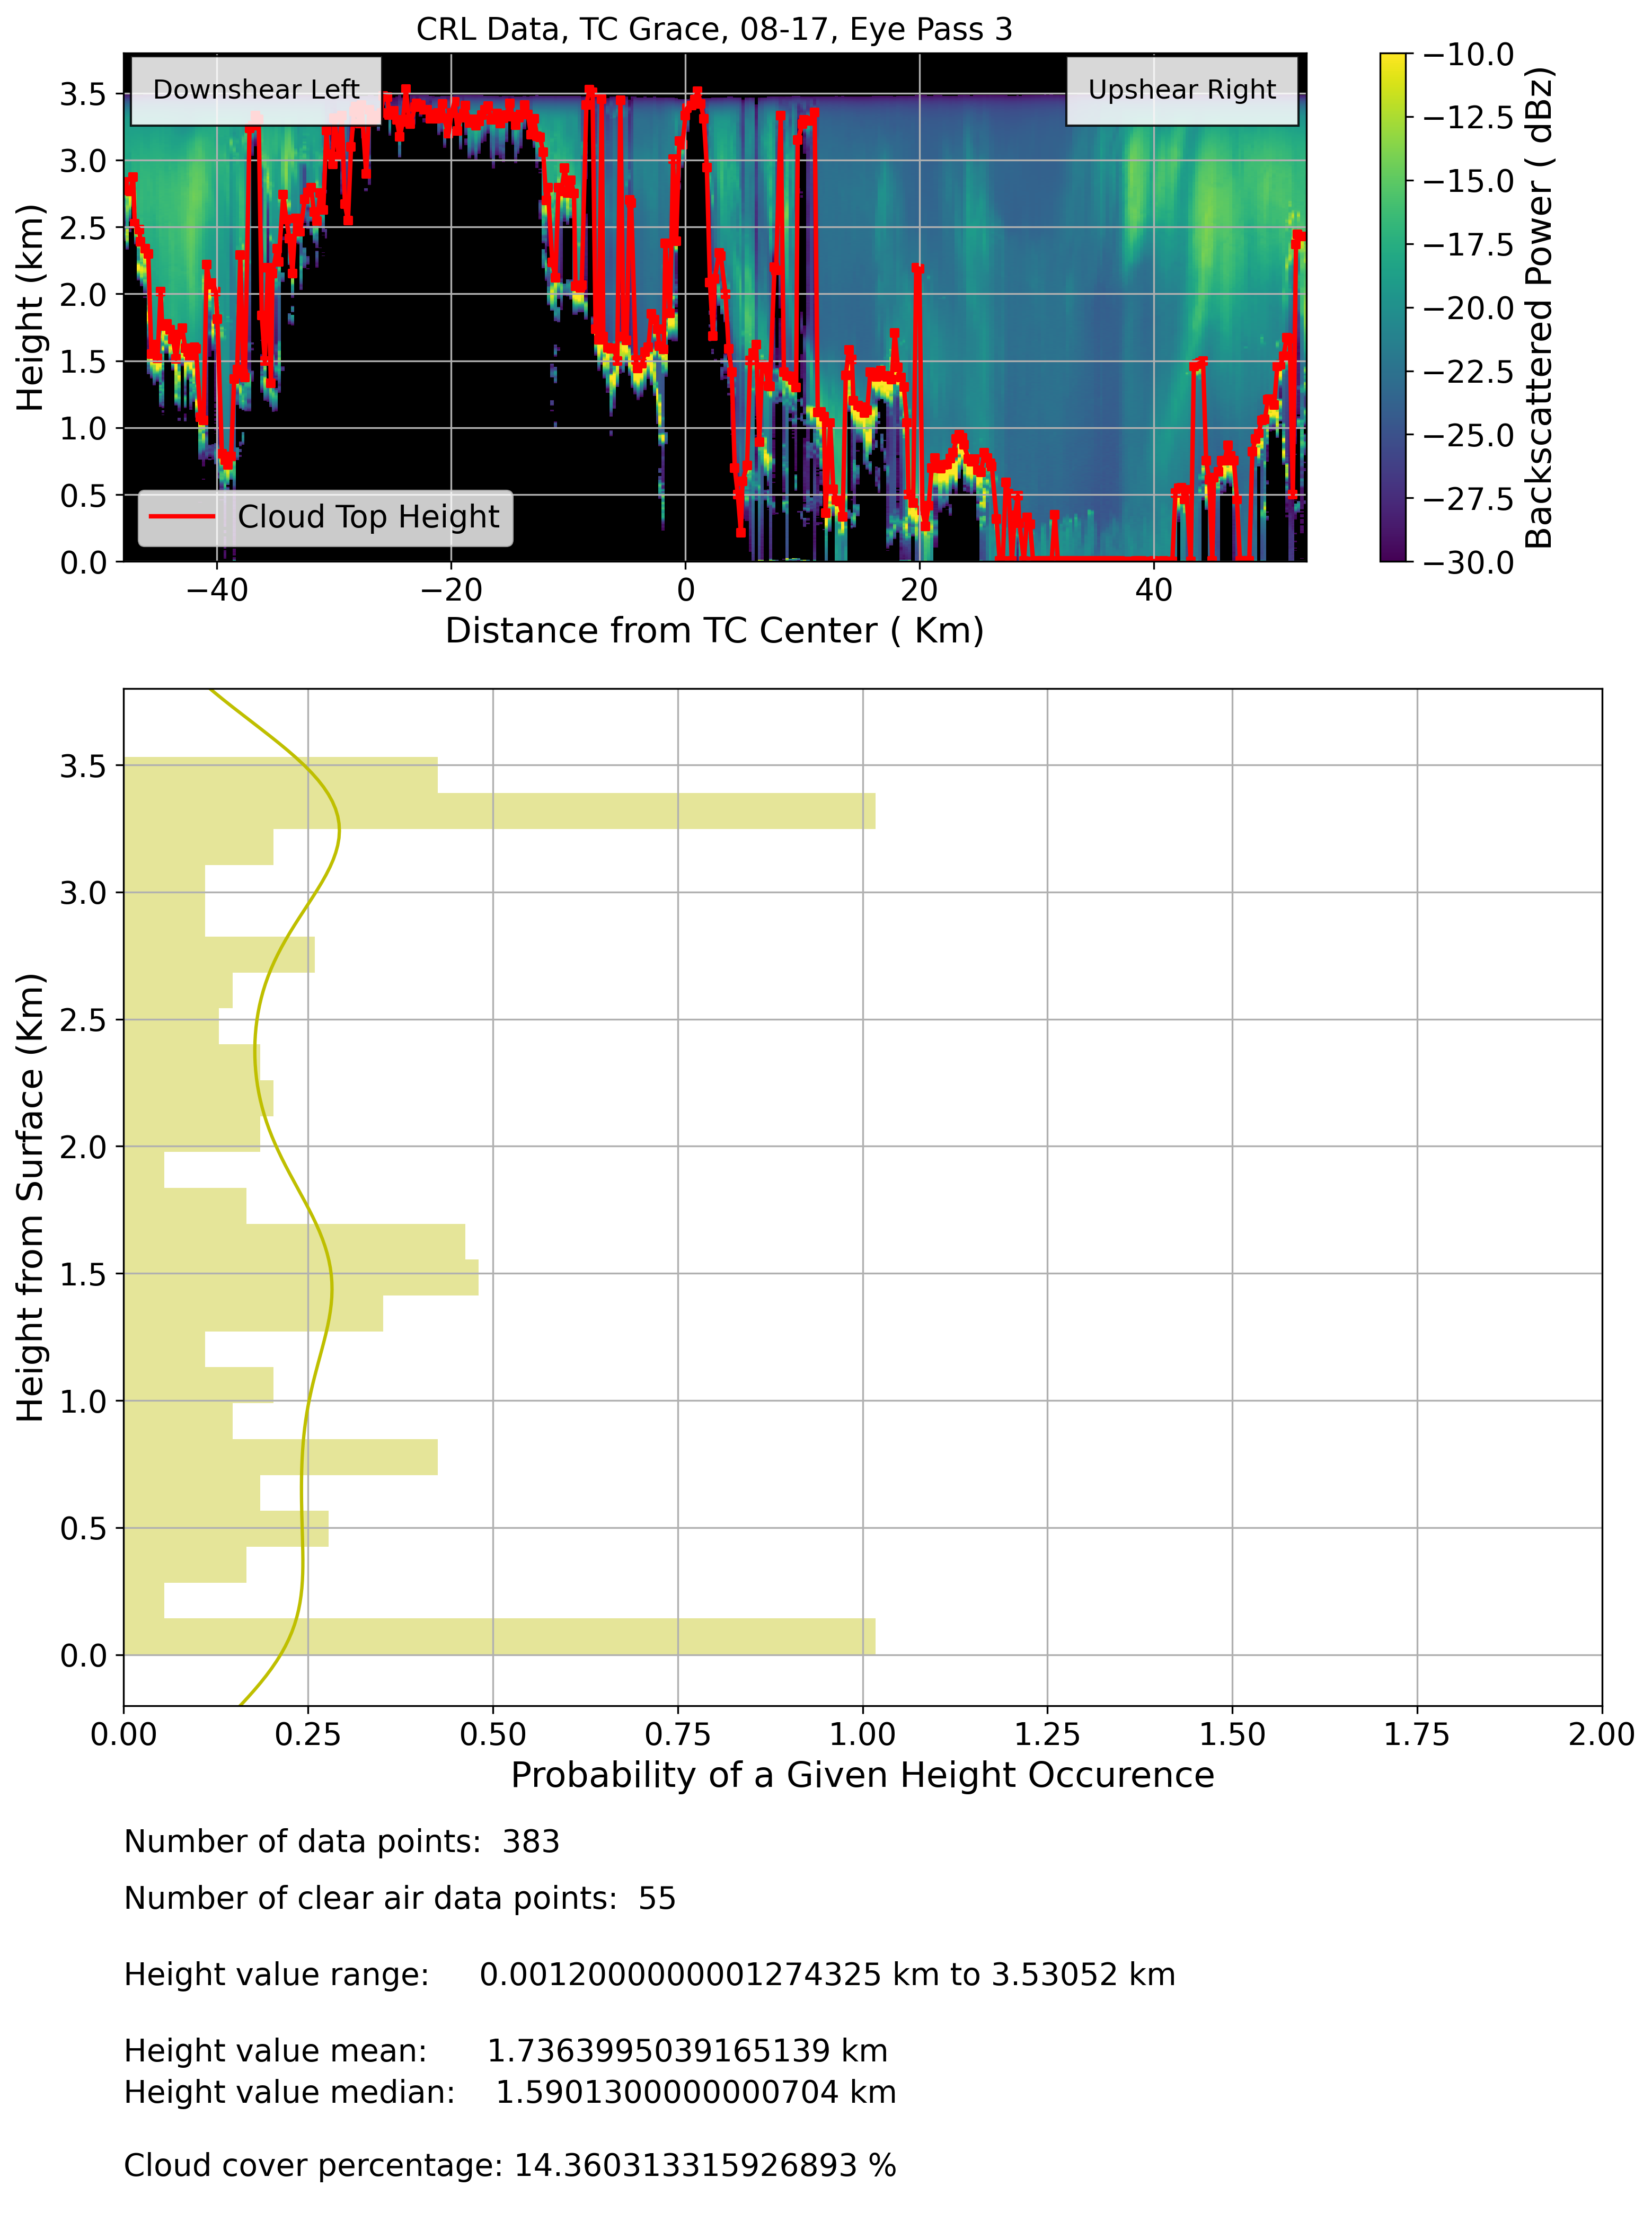 CRL Data, TC Grace, 08-17, Eye Pass 3
Downshear Left
Upshear Right
Cloud Top Height
Height (km)
3.5
3.0
2.5
2.0
1.5
1.0
0.5
0.0
−40
−20
0
20
40
Distance from TC Center ( Km)
−10.0
−12.5
−15.0
−17.5
−20.0
−22.5
−25.0
−27.5
−30.0
Backscattered Power ( dBz)
Height from Surface (Km)
3.5
3.0
2.5
2.0
1.5
1.0
0.5
0.0
0.00
0.25
0.50
0.75
1.00
1.25
1.50
1.75
2.00
Probability of a Given Height Occurence
Number of data points: 383
Number of clear air data points: 55
Height value range: 0.0012000000001274325 km to 3.53052 km
Height value mean: 1.7363995039165139 km
Height value median: 1.5901300000000704 km
Cloud cover percentage: 14.360313315926893 %